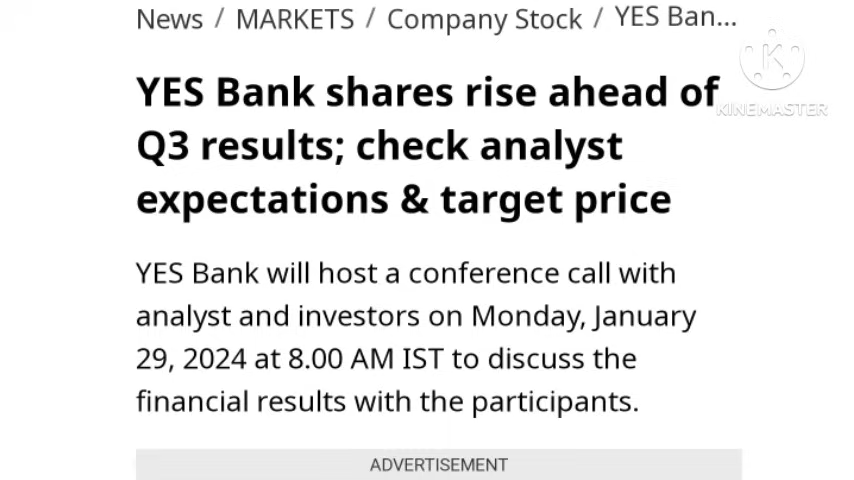 News / MARKETS / Company Stock / YES Ban...
KINEMASTER
YES Bank shares rise ahead of
Q3 results; check analyst
expectations & target price
YES Bank will host a conference call with
analyst and investors on Monday, January
29, 2024 at 8.00 AM IST to discuss the
financial results with the participants.
ADVERTISEMENT